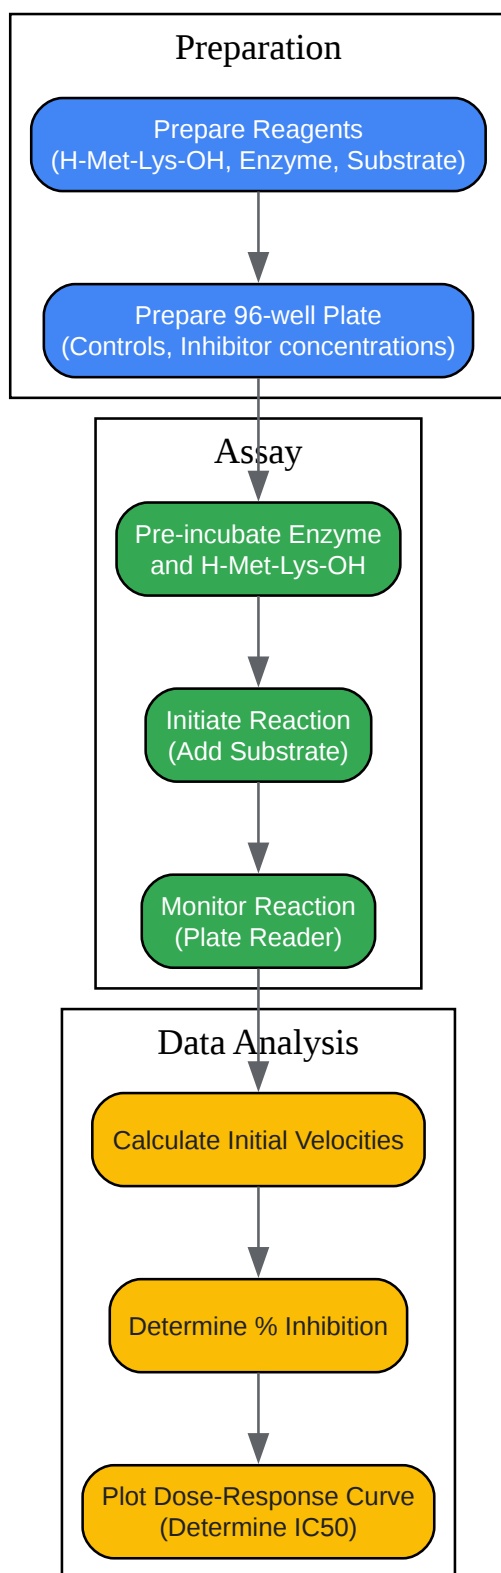 Preparation
Prepare Reagents
(H-Met-Lys-OH, Enzyme, Substrate)
Prepare 96-well Plate
(Controls, Inhibitor concentrations)
Assay
Pre-incubate Enzyme
and H-Met-Lys-OH
Initiate Reaction
(Add Substrate)
Monitor Reaction
(Plate Reader)
Data Analysis
Calculate Initial Velocities
Determine % Inhibition
Plot Dose-Response Curve
(Determine IC50)